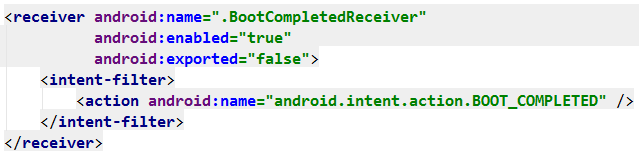 <receiver android:name=".BootCompletedReceiver"
android:enabled="true"
android:exported="false">
<intent-filter>
<action android:name="android.intent.action.BOOT_COMPLETED" />
</intent-filter>
</receiver>